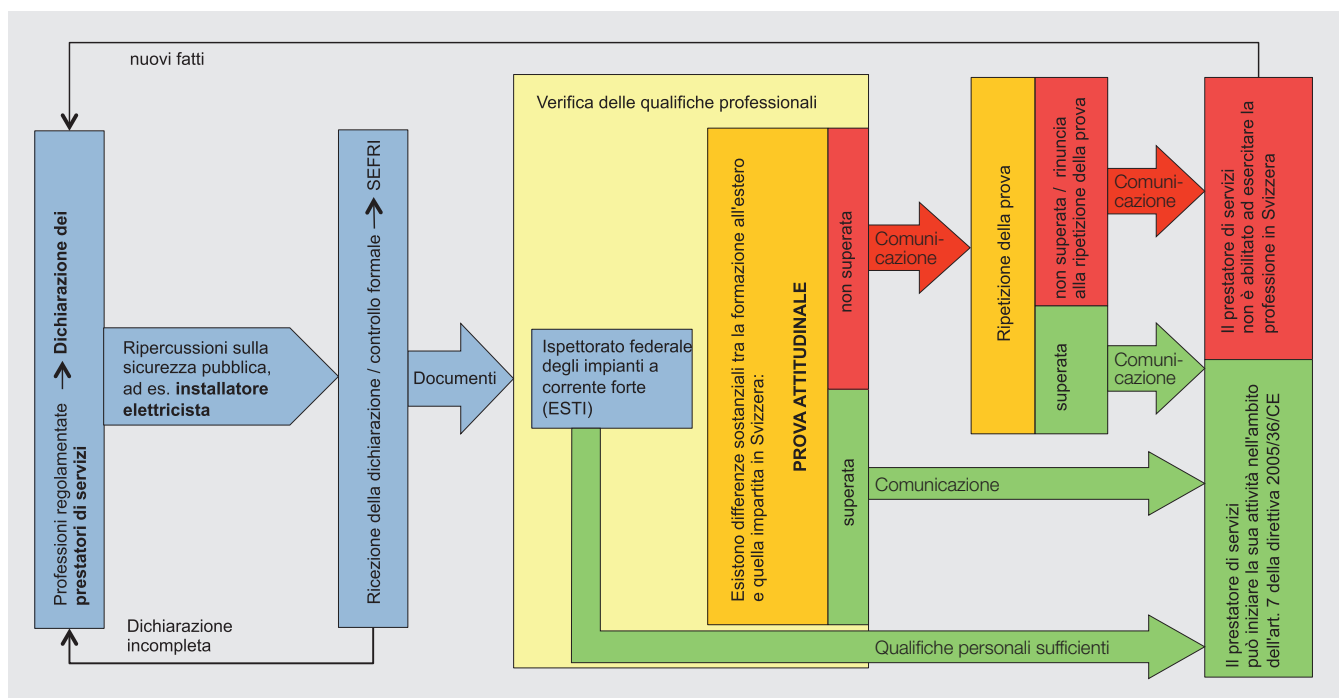 nuovi fatti
Professioni regolamentate → Dichiarazione dei
prestatori di servizi
Ripercussioni sulla
sicurezza pubblica,
ad es. installatore
elettricista
Dichiarazione
incompleta
Ricezione della dichiarazione / controllo formale → SEFRI
Documenti
Verifica delle qualifiche professionali
Ispettorato federale
degli impianti a
corrente forte
(ESTI)
Esistono differenze sostanziali tra la formazione all'estero
e quella impartita in Svizzera:
PROVA ATTITUDINALE
non superata
superata
Comuni-
cazione
Ripetizione della prova
non superata / rinuncia
alla ripetizione della prova
superata
Comuni-
cazione
Comuni-
cazione
Comunicazione
Qualifiche personali sufficienti
Il prestatore di servizi
non è abilitato ad esercitare la
professione in Svizzera
Il prestatore di servizi
può iniziare la sua attività nell'ambito
dell'art. 7 della direttiva 2005/36/CE